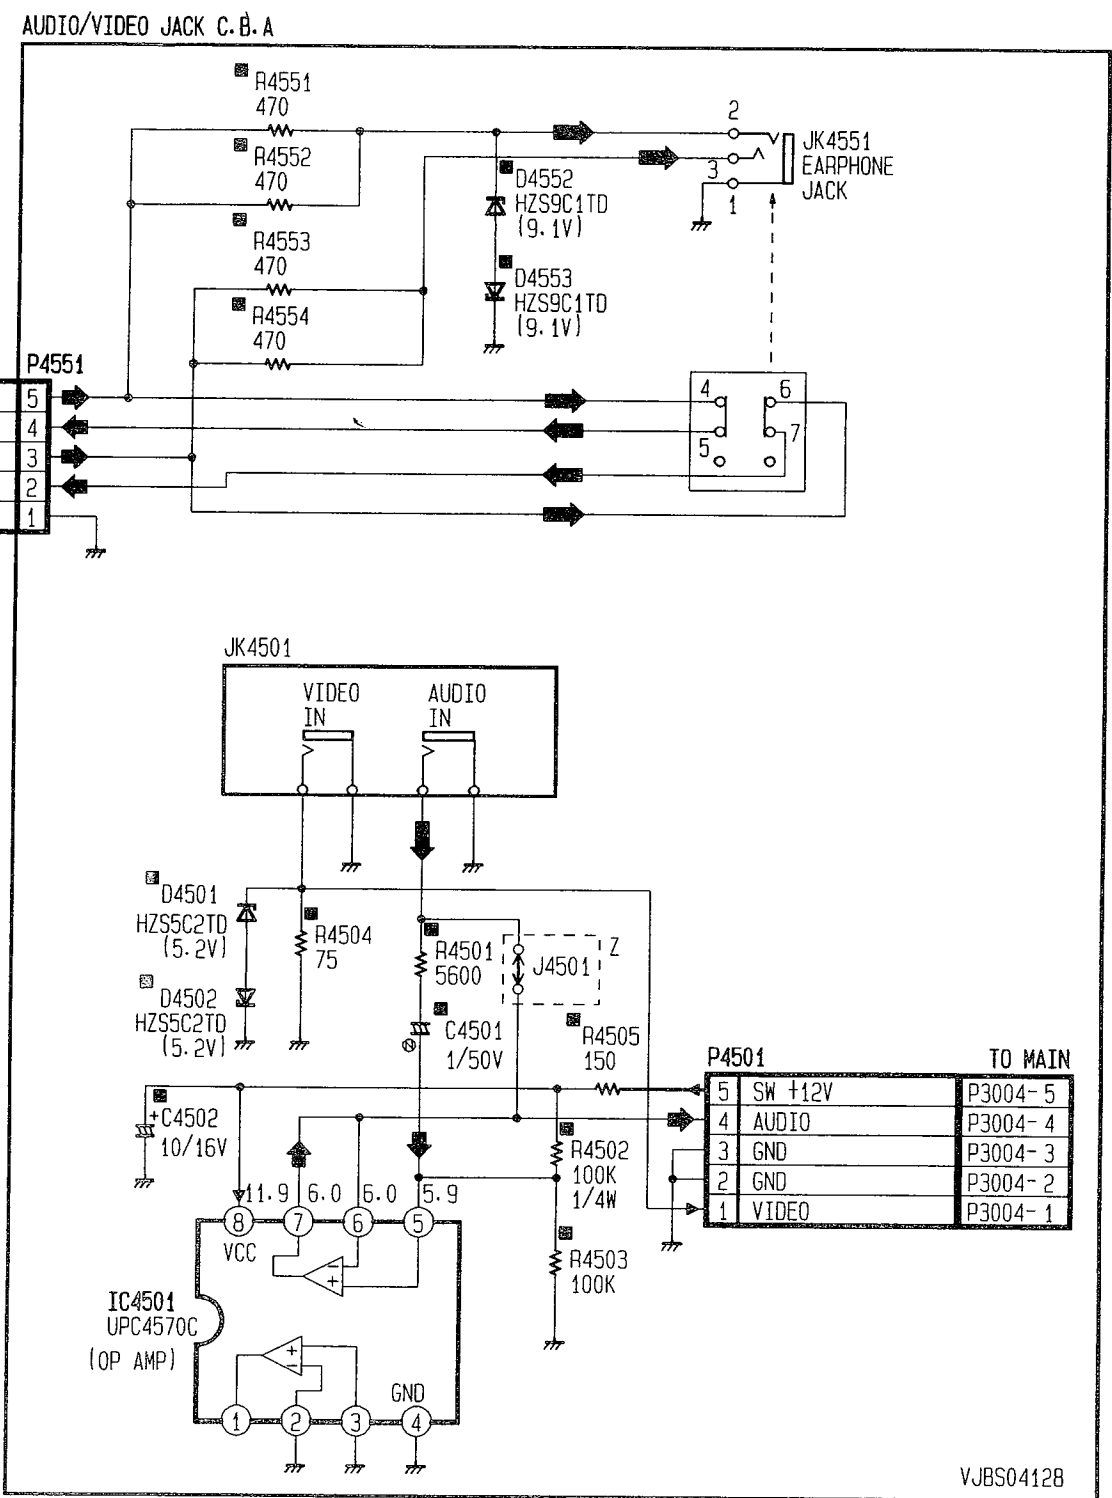 AUDIO/VIDEO JACK C.B.A
R4551
470
R4552
470
R4553
470
R4554
470
D4552
HZS9C1TD
(9.1V)
D4553
HZS9C1TD
(9.1V)
2
3
1
JK4551
EARPHONE
JACK
P4551
5
4
3
2
1
4
5
6
7
JK4501
VIDEO
IN
AUDIO
IN
D4501
HZS5C2TD
(5.2V)
D4502
HZS5C2TD
(5.2V)
R4504
75
R4501
5600
J4501
Z
C4501
1/50V
N
R4505
150
+C4502
10/16V
R4502
100K
1/4W
R4503
100K
P4501 TO MAIN
5 SW +12V P3004-5
4 AUDIO P3004-4
3 GND P3004-3
2 GND P3004-2
1 VIDEO P3004-1
11.9 6.0 6.0 5.9
8 7 6 5
VCC
-
+
IC4501
UPC4570C
(OP AMP)
+
-
GND
1 2 3 4
VJBS04128